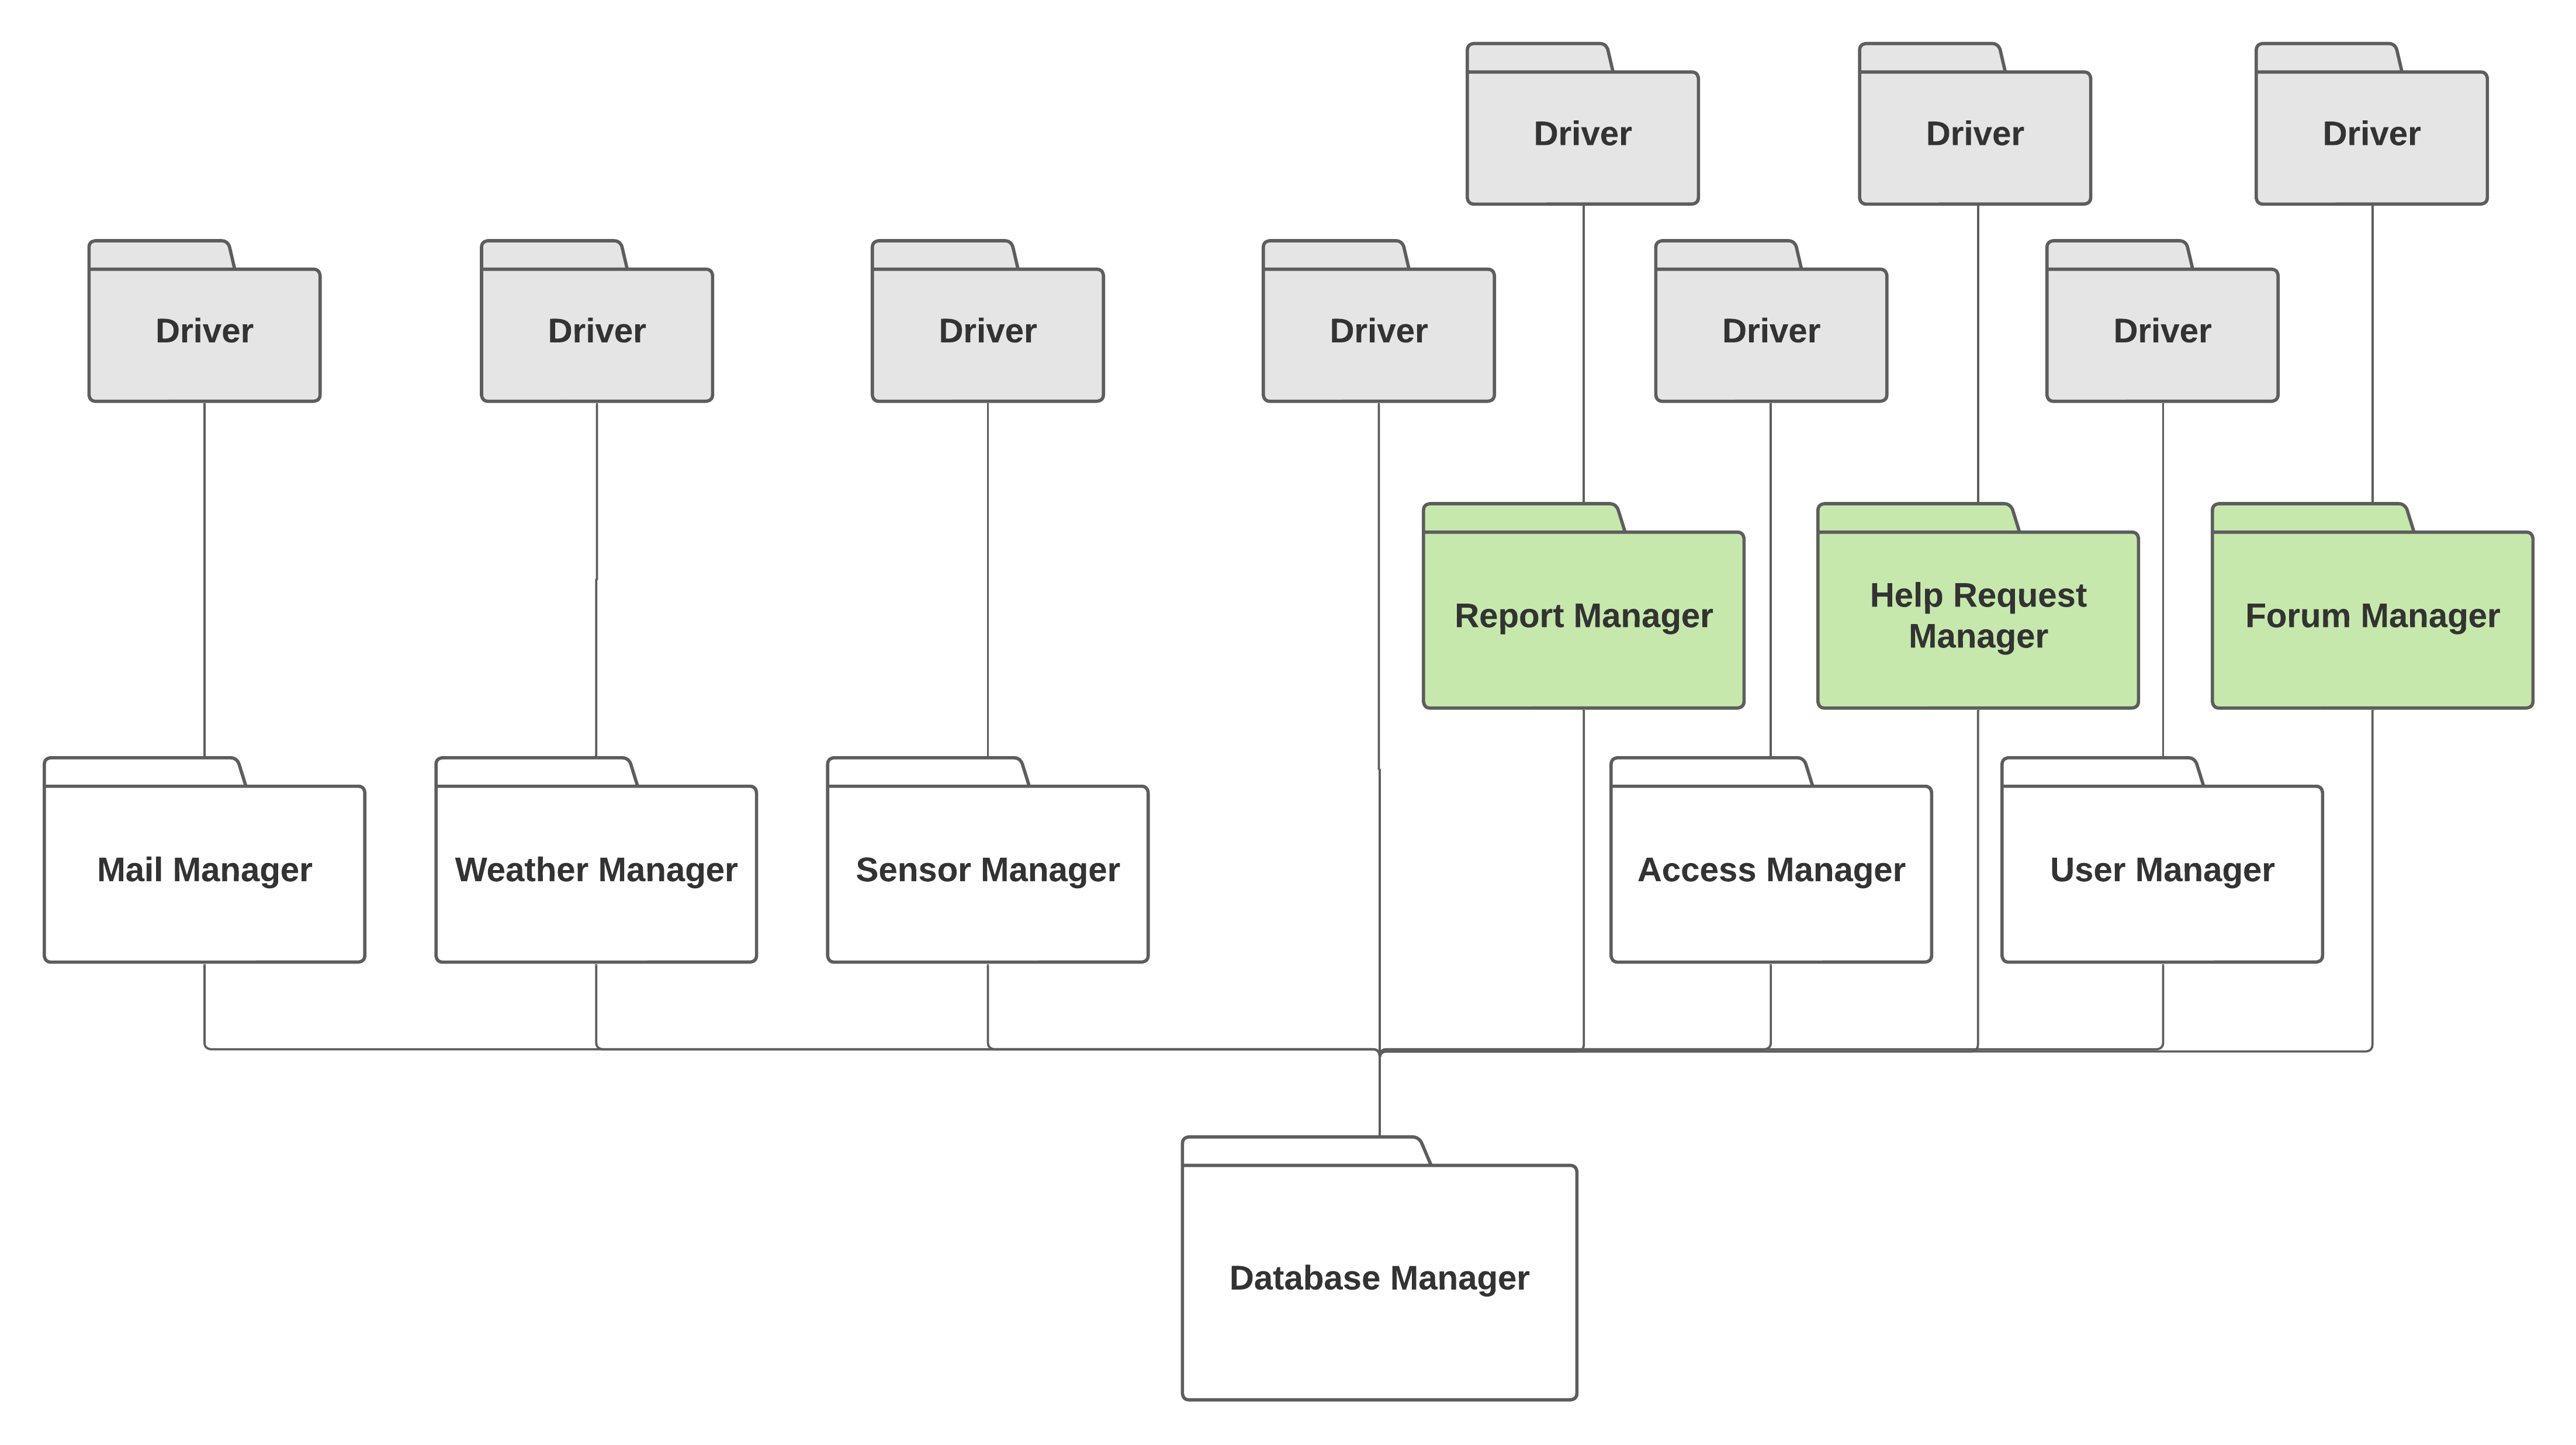 Driver
Driver
Driver
Driver
Driver
Driver
Driver
Driver
Driver
Report Manager
Help Request
Manager
Forum Manager
Mail Manager
Weather Manager
Sensor Manager
Access Manager
User Manager
Database Manager